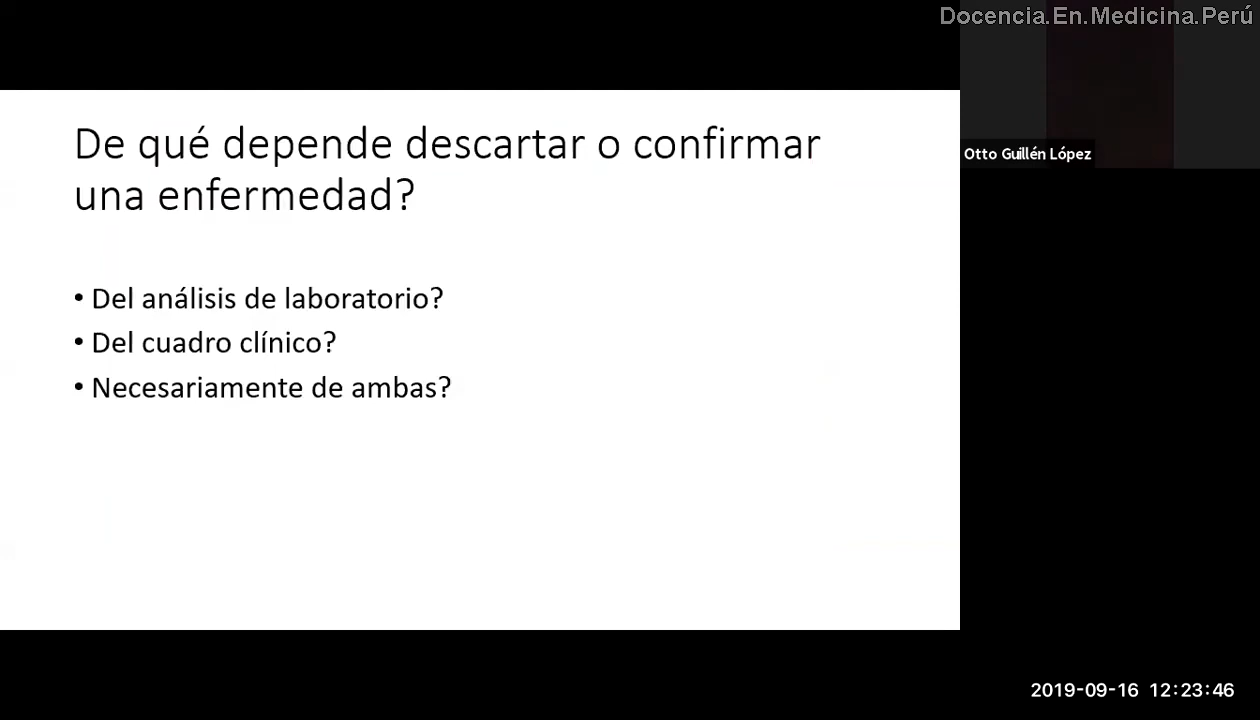 Docencia.En.Medicina.Perú
De qué depende descartar o confirmar
una enfermedad?
Otto Guillén López
• Del análisis de laboratorio?
• Del cuadro clínico?
• Necesariamente de ambas?
2019-09-16 12:23:46